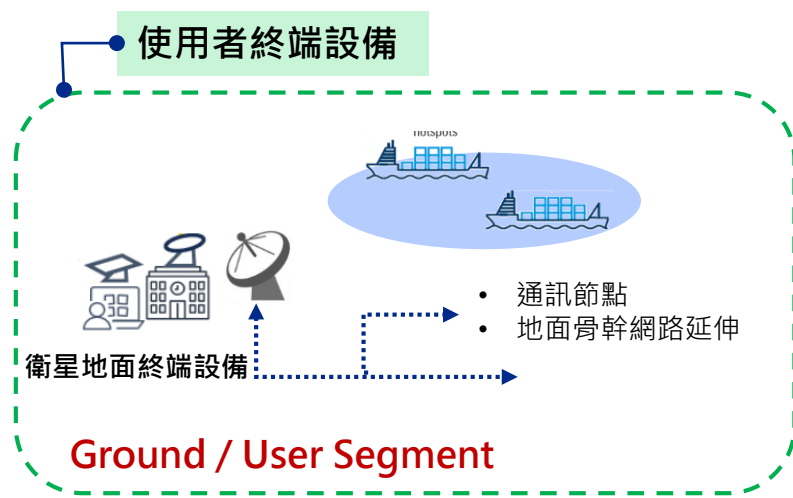 使用者終端設備
hotspots
• 通訊節點
• 地面骨幹網路延伸
衛星地面終端設備
Ground / User Segment